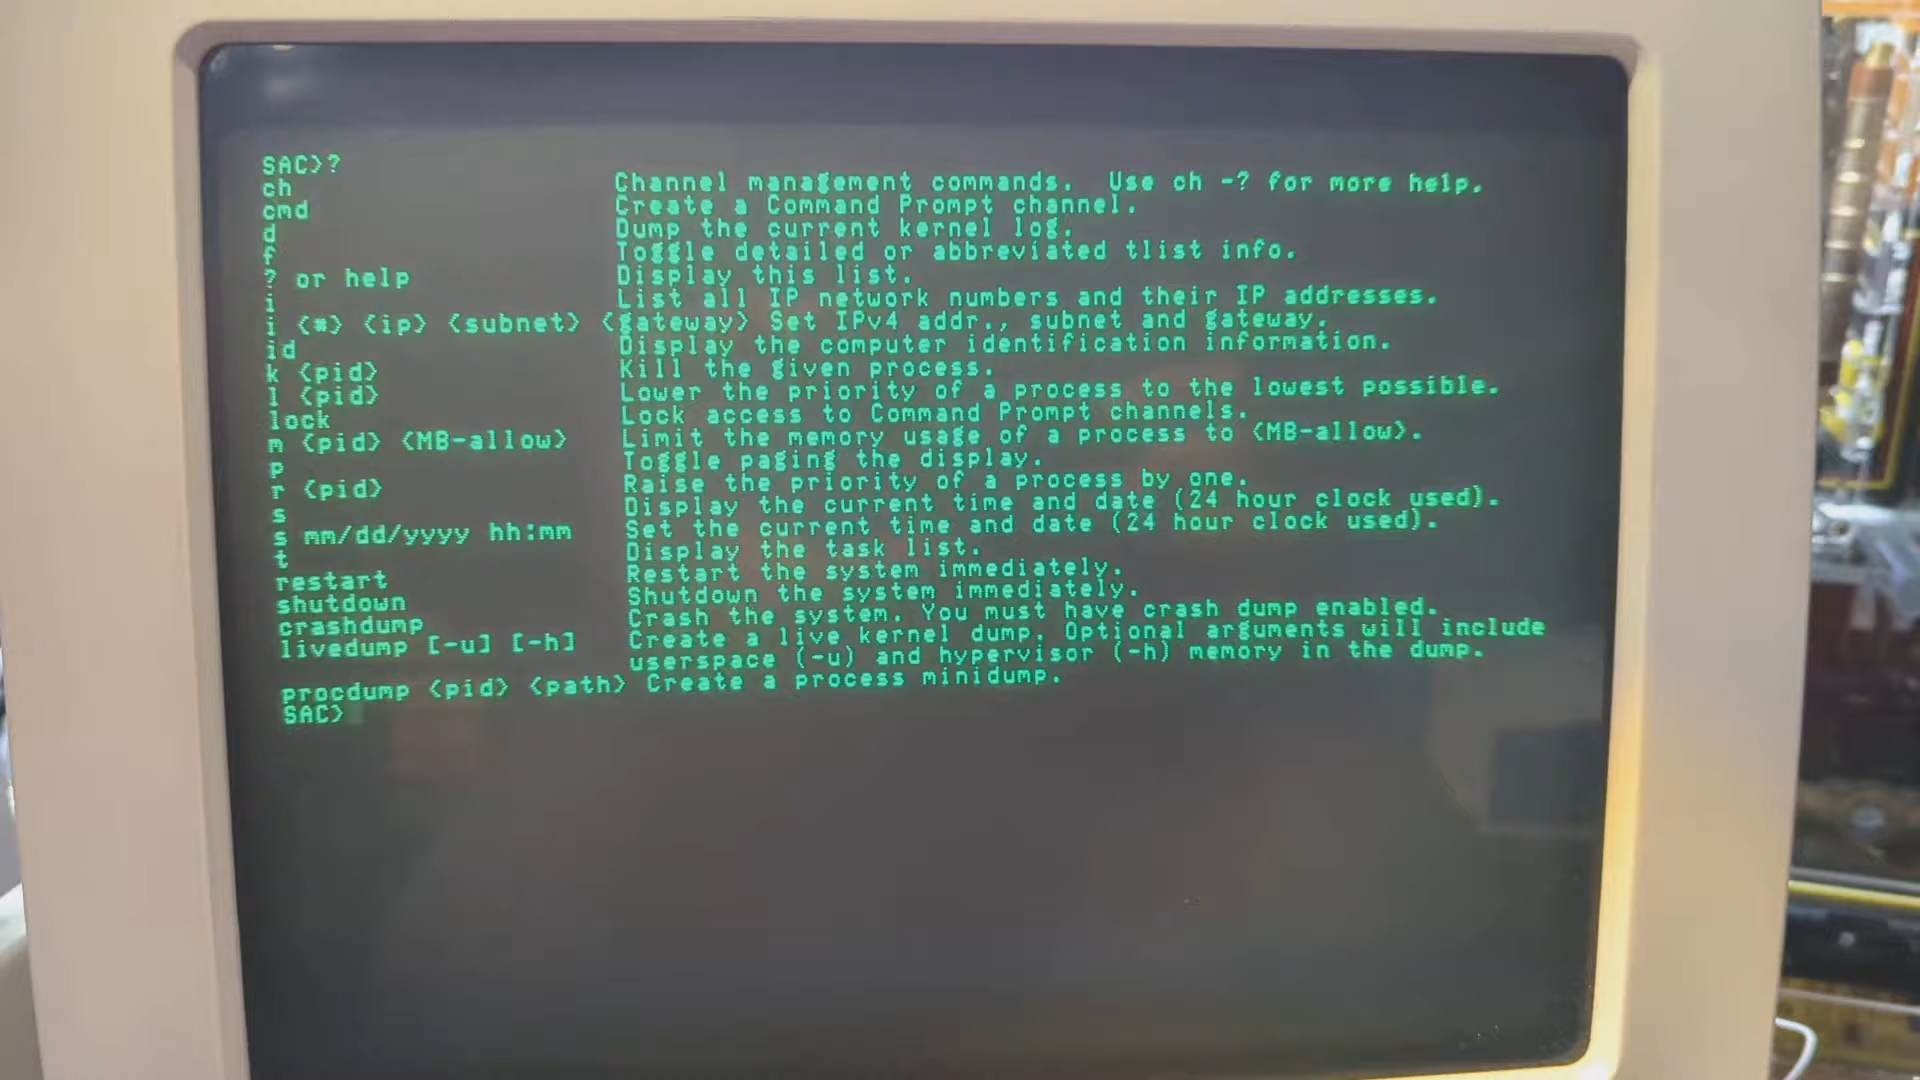 SAC>?
ch Channel management commands. Use ch -? for more help.
cmd Create a Command Prompt channel.
d Dump the current kernel log.
f Toggle detailed or abbreviated tlist info.
? or help Display this list.
i List all IP network numbers and their IP addresses.
i <#> <ip> <subnet> <gateway> Set IPv4 addr., subnet and gateway.
id Display the computer identification information.
k <pid> Kill the given process.
l <pid> Lower the priority of a process to the lowest possible.
lock Lock access to Command Prompt channels.
m <pid> <MB-allow> Limit the memory usage of a process to <MB-allow>.
p Toggle paging the display.
r <pid> Raise the priority of a process by one.
s Display the current time and date (24 hour clock used).
s mm/dd/yyyy hh:mm Set the current time and date (24 hour clock used).
t Display the task list.
restart Restart the system immediately.
shutdown Shutdown the system immediately.
crashdump Crash the system. You must have crash dump enabled.
livedump [-u] [-h] Create a live kernel dump. Optional arguments will include
userspace (-u) and hypervisor (-h) memory in the dump.
procdump <pid> <path> Create a process minidump.
SAC>